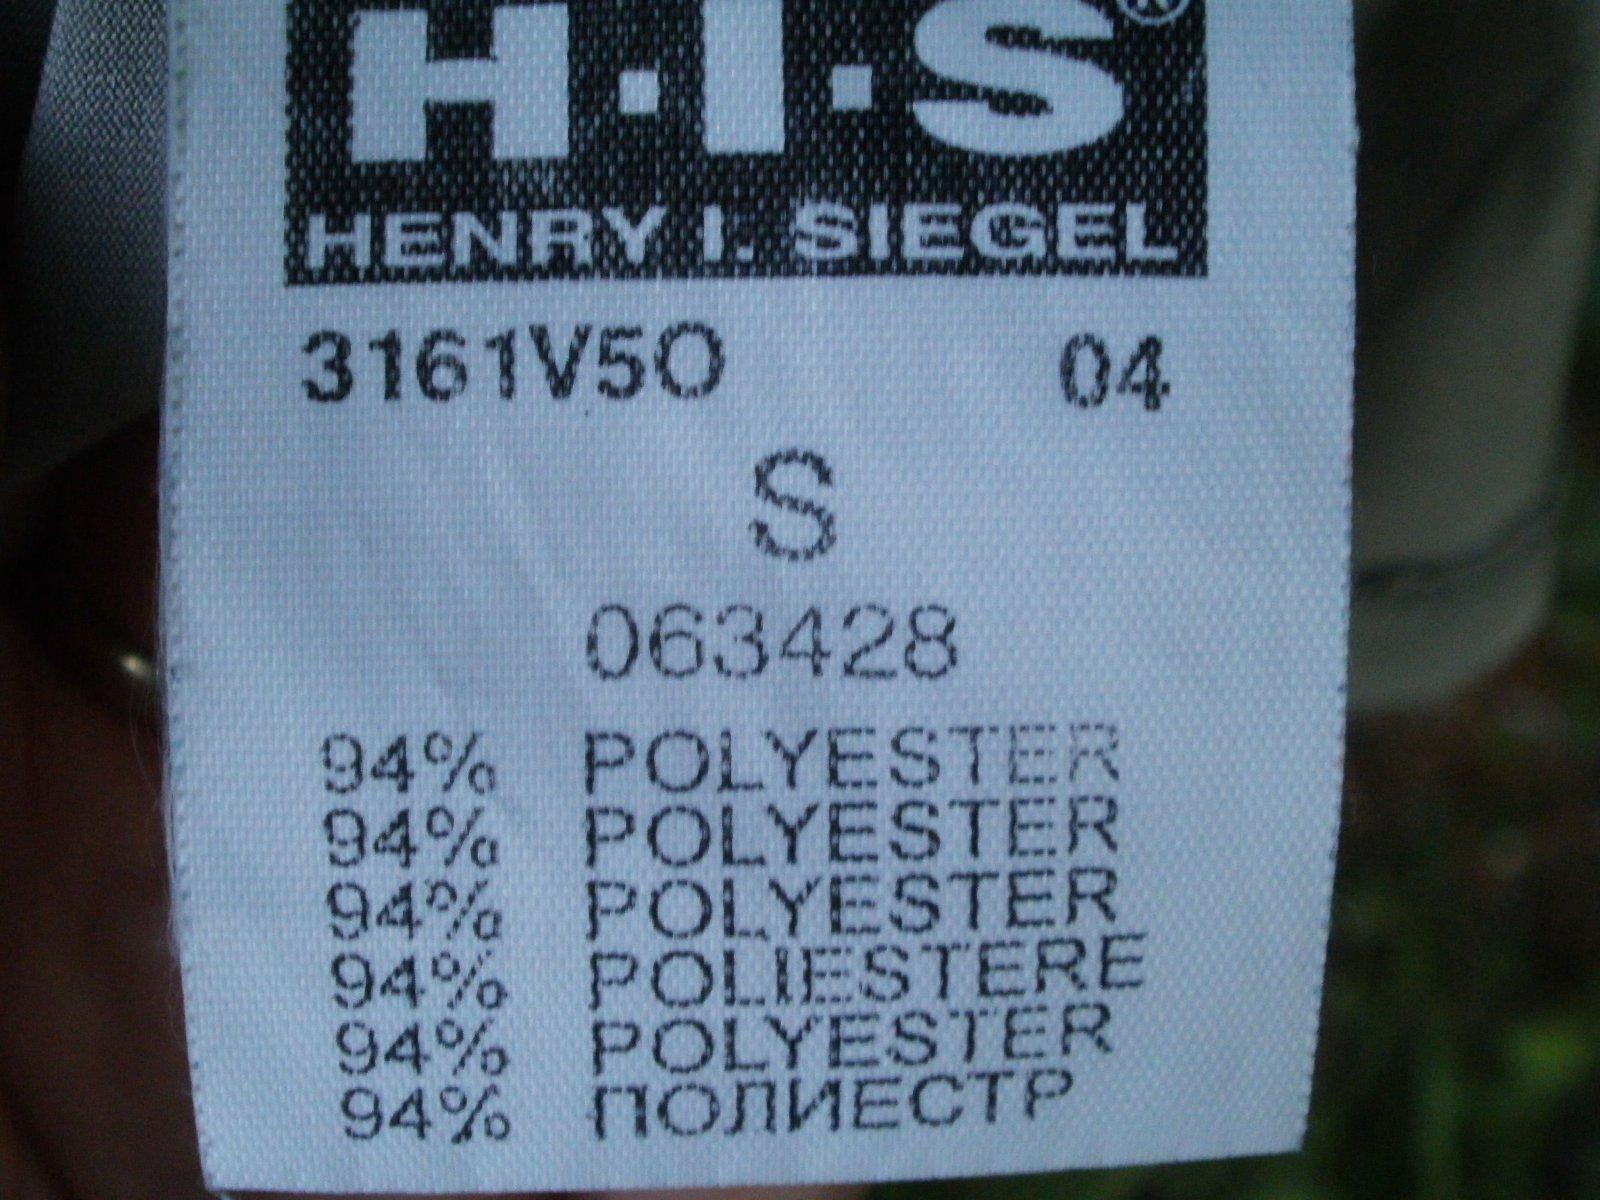 H.I.S®
HENRY I. SIEGEL
3161V5O 04
S
063428
94% POLYESTER
94% POLYESTER
94% POLYESTER
94% POLIESTERE
94% POLYESTER
94% ПОЛИЕСТР